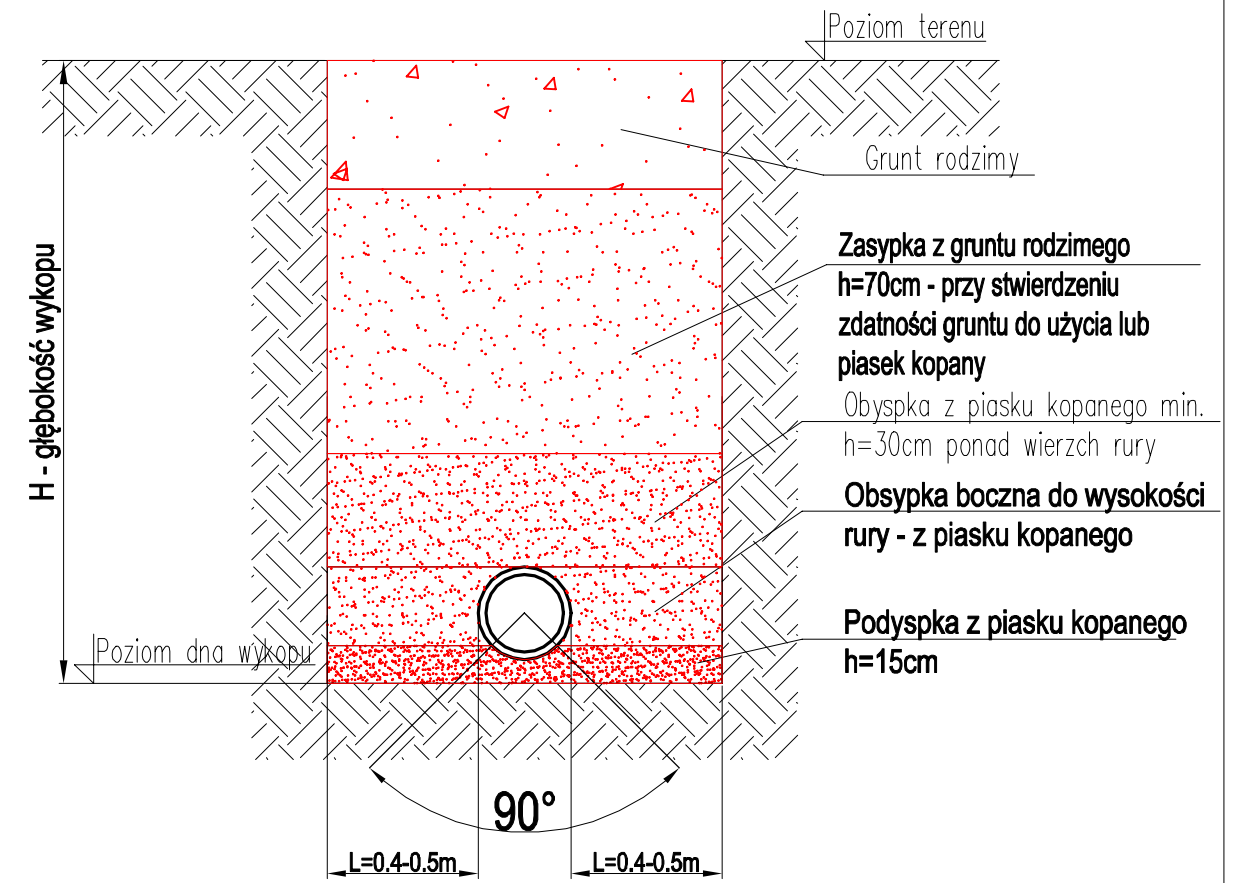 Poziom terenu
Grunt rodzimy
Zasypka z gruntu rodzimego
h=70cm - przy stwierdzeniu
zdatności gruntu do użycia lub
piasek kopany
Obyspka z piasku kopanego min.
h=30cm ponad wierzch rury
Obsypka boczna do wysokości
rury - z piasku kopanego
Podyspka z piasku kopanego
h=15cm
H - głębokość wykopu
Poziom dna wykopu
90°
L=0.4-0.5m
L=0.4-0.5m